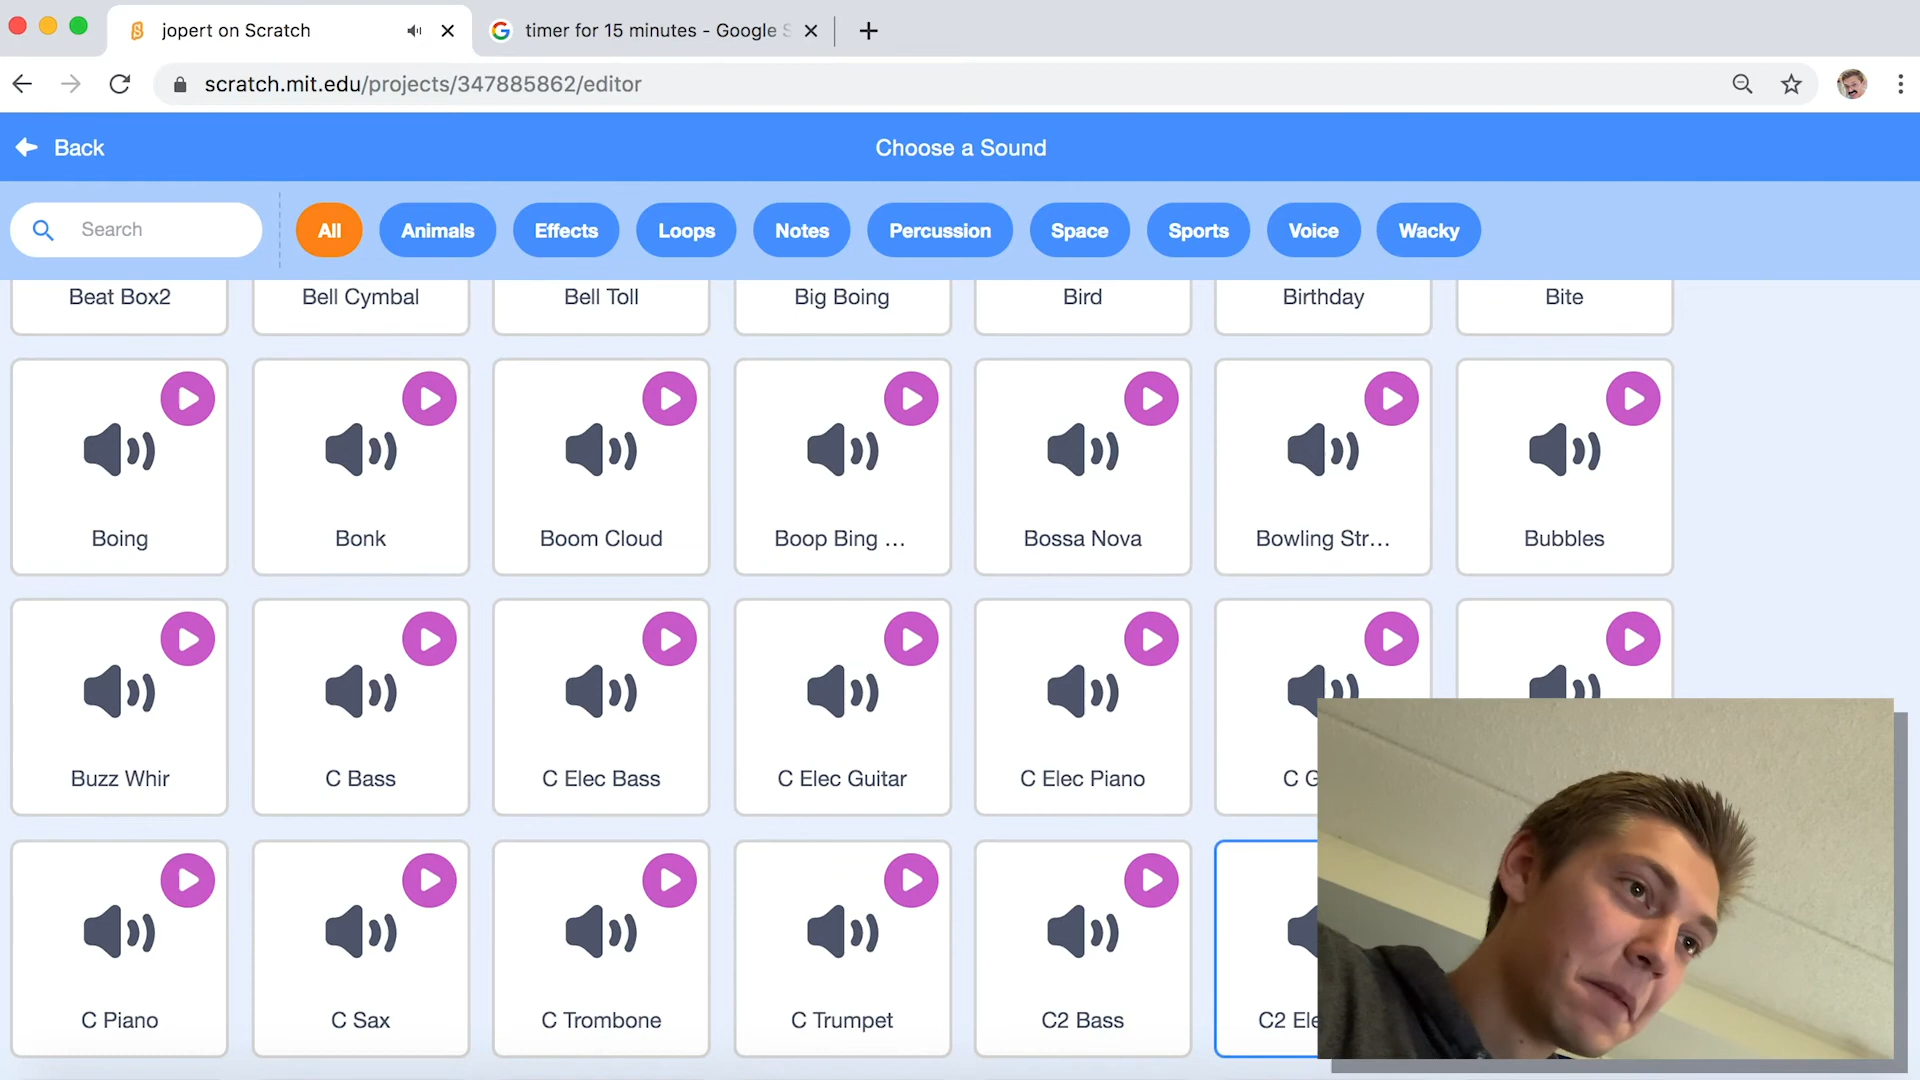 jopert on Scratch
timer for 15 minutes - Google S
scratch.mit.edu/projects/347885862/editor
Back
Choose a Sound
Search
All
Animals
Effects
Loops
Notes
Percussion
Space
Sports
Voice
Wacky
Beat Box2
Bell Cymbal
Bell Toll
Big Boing
Bird
Birthday
Bite
Boing
Bonk
Boom Cloud
Boop Bing ...
Bossa Nova
Bowling Str...
Bubbles
Buzz Whir
C Bass
C Elec Bass
C Elec Guitar
C Elec Piano
C G
C Piano
C Sax
C Trombone
C Trumpet
C2 Bass
C2 Ele